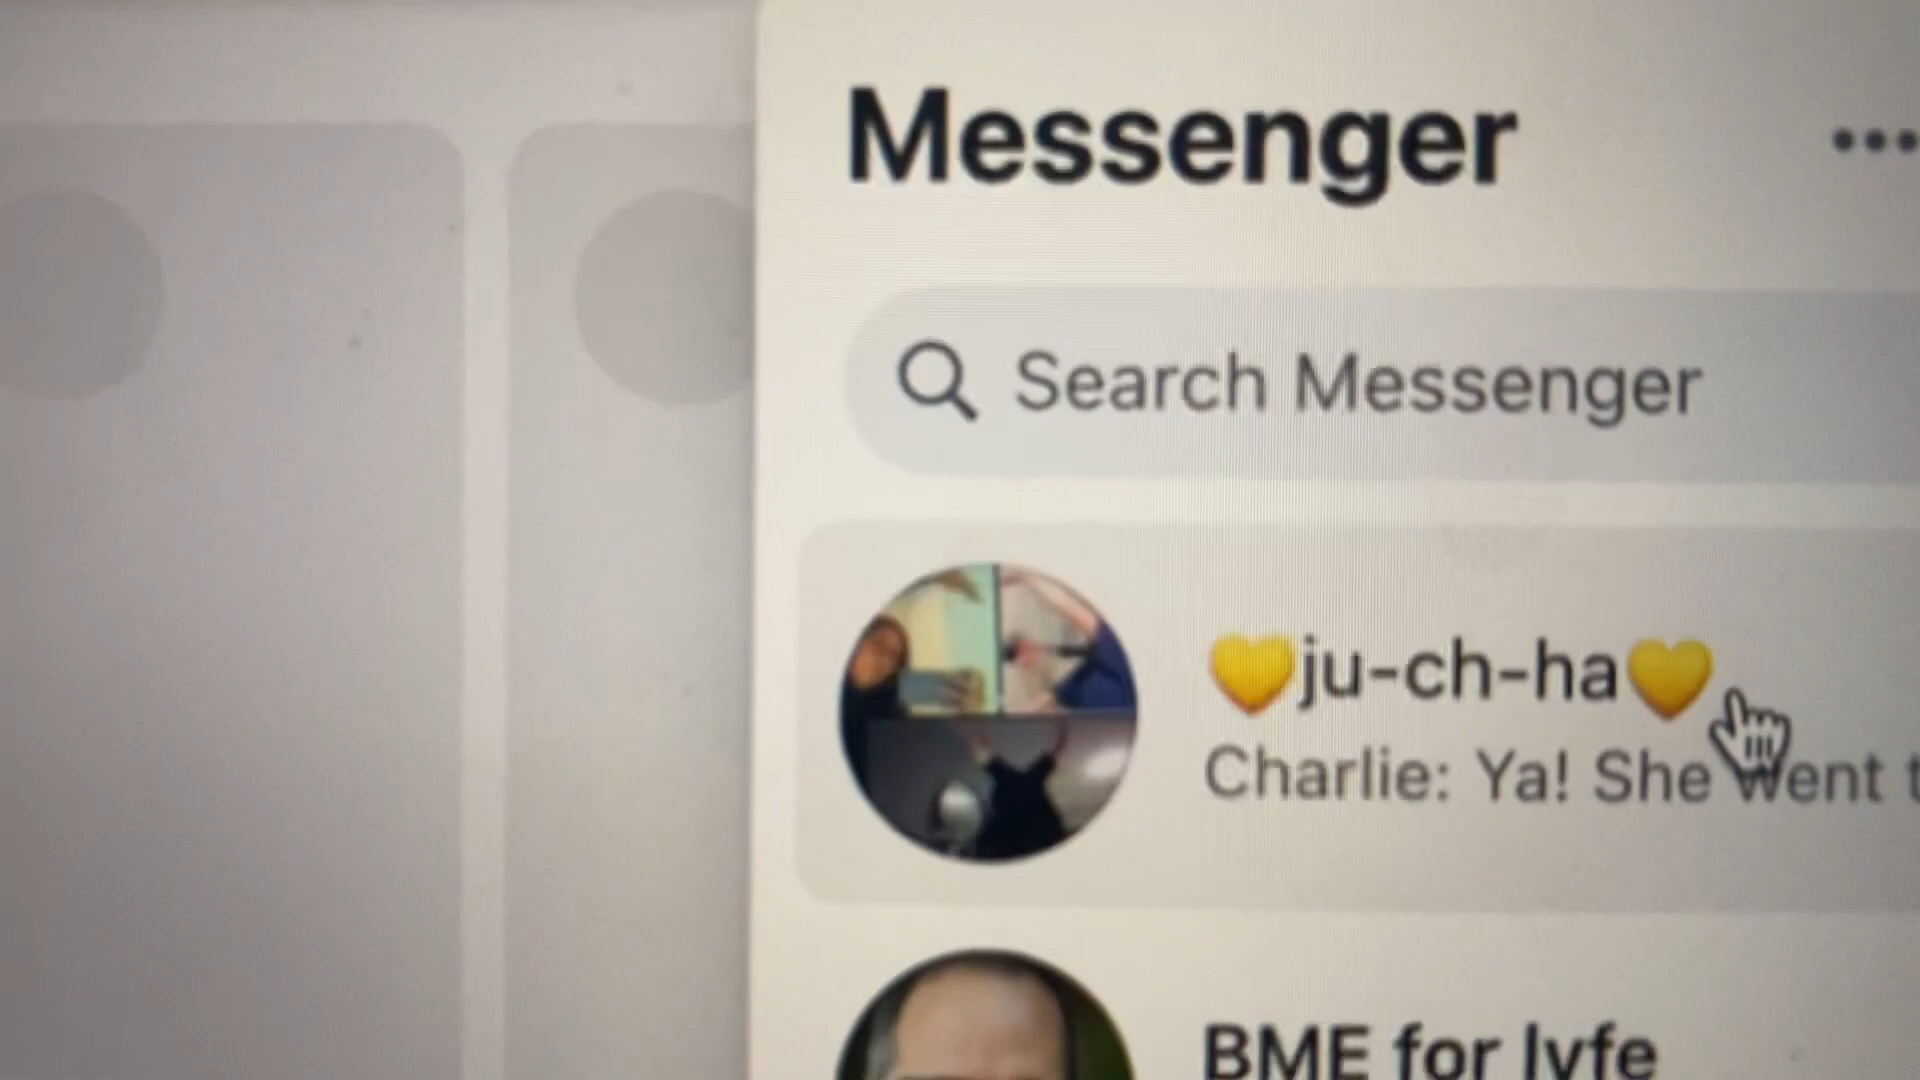 Messenger
Search Messenger
💛ju-ch-ha💛
Charlie: Ya! She went t
BME for lyfe